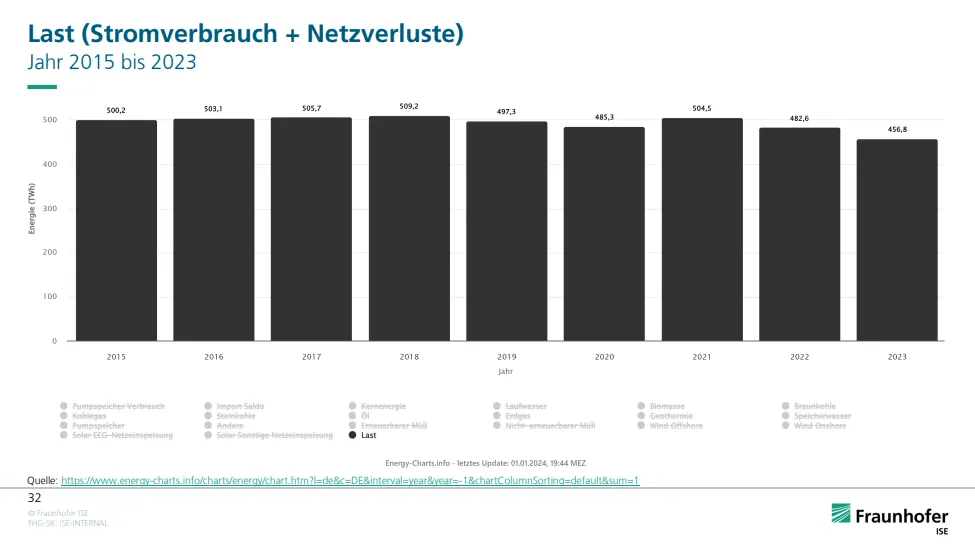 Last (Stromverbrauch + Netzverluste)
Jahr 2015 bis 2023
500,2 503,1 505,7 509,2 497,3 485,3 504,5 482,6 456,8
500
400
300
200
100
0
Energie (TWh)
2015 2016 2017 2018 2019 2020 2021 2022 2023
Jahr
Pumpspeicher Verbrauch Import Saldo Kernenergie Laufwasser Biomasse Braunkohle
Kohlegas Steinkohle Öl Erdgas Geothermie Speicherwasser
Pumpspeicher Andere Erneuerbarer Müll Nicht-erneuerbarer Müll Wind Offshore Wind Onshore
Solar EEG-Netzeinspeisung Solar Sonstige Netzeinspeisung Last
Energy-Charts.info - letztes Update: 01.01.2024, 19:44 MEZ
Quelle: https://www.energy-charts.info/charts/energy/chart.htm?l=de&c=DE&interval=year&year=-1&chartColumnSorting=default&sum=1
32
© Fraunhofer ISE
FHG-SK: ISE-INTERNAL
Fraunhofer
ISE